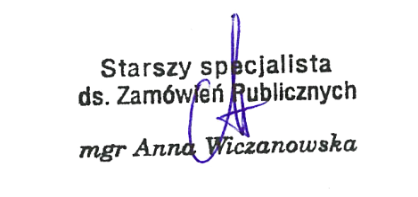 Starszy specjalista
ds. Zamówień Publicznych
mgr Anna Wiczanowska